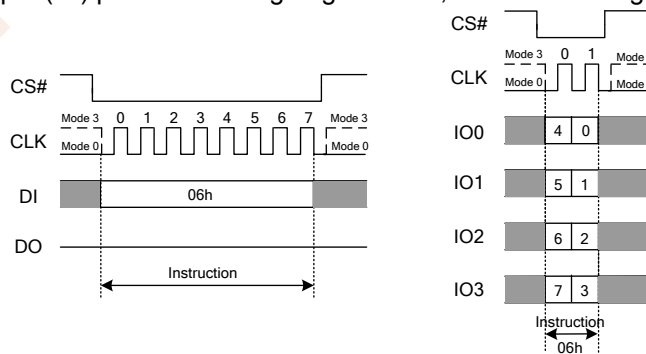 CS#
Mode 3 0 1 2 3 4 5 6 7 Mode 3
CLK
Mode 0 Mode 0
DI 06h
DO
Instruction
CS#
Mode 3 0 1 Mode
CLK
Mode 0 Mode
IO0 4 0
IO1 5 1
IO2 6 2
IO3 7 3
Instruction
06h